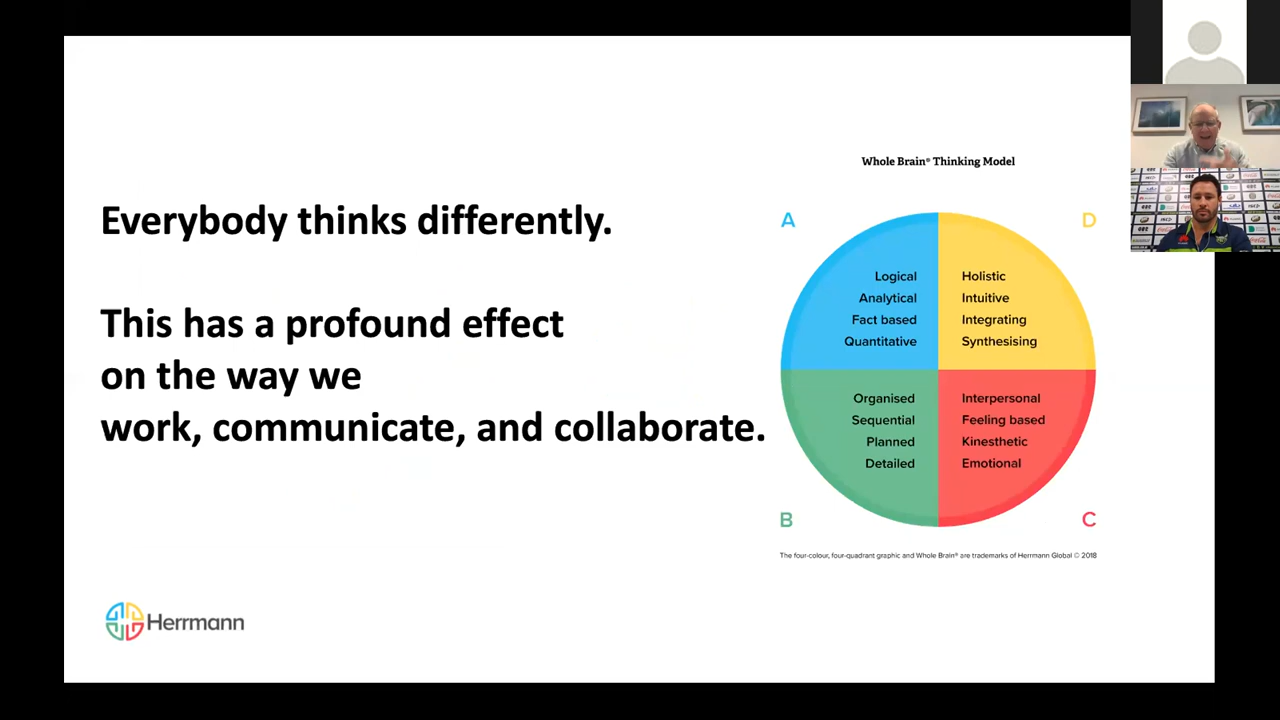 Everybody thinks differently.
This has a profound effect
on the way we
work, communicate, and collaborate.
Whole Brain® Thinking Model
A
D
Logical
Analytical
Fact based
Quantitative
Holistic
Intuitive
Integrating
Synthesising
Organised
Sequential
Planned
Detailed
Interpersonal
Feeling based
Kinesthetic
Emotional
B
C
The four-colour, four-quadrant graphic and Whole Brain® are trademarks of Herrmann Global © 2018
Herrmann